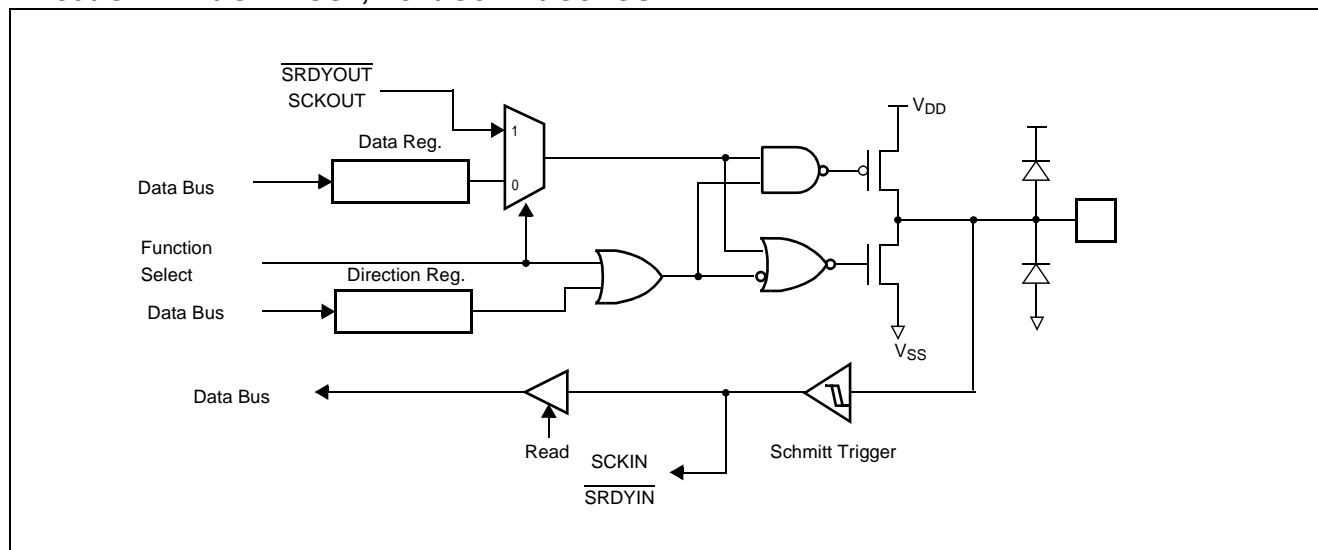 SRDYOUT
SCKOUT
Data Reg.
1
0
Data Bus
Function
Select
Direction Reg.
Data Bus
VDD
VSS
Data Bus
Read
SCKIN
SRDYIN
Schmitt Trigger